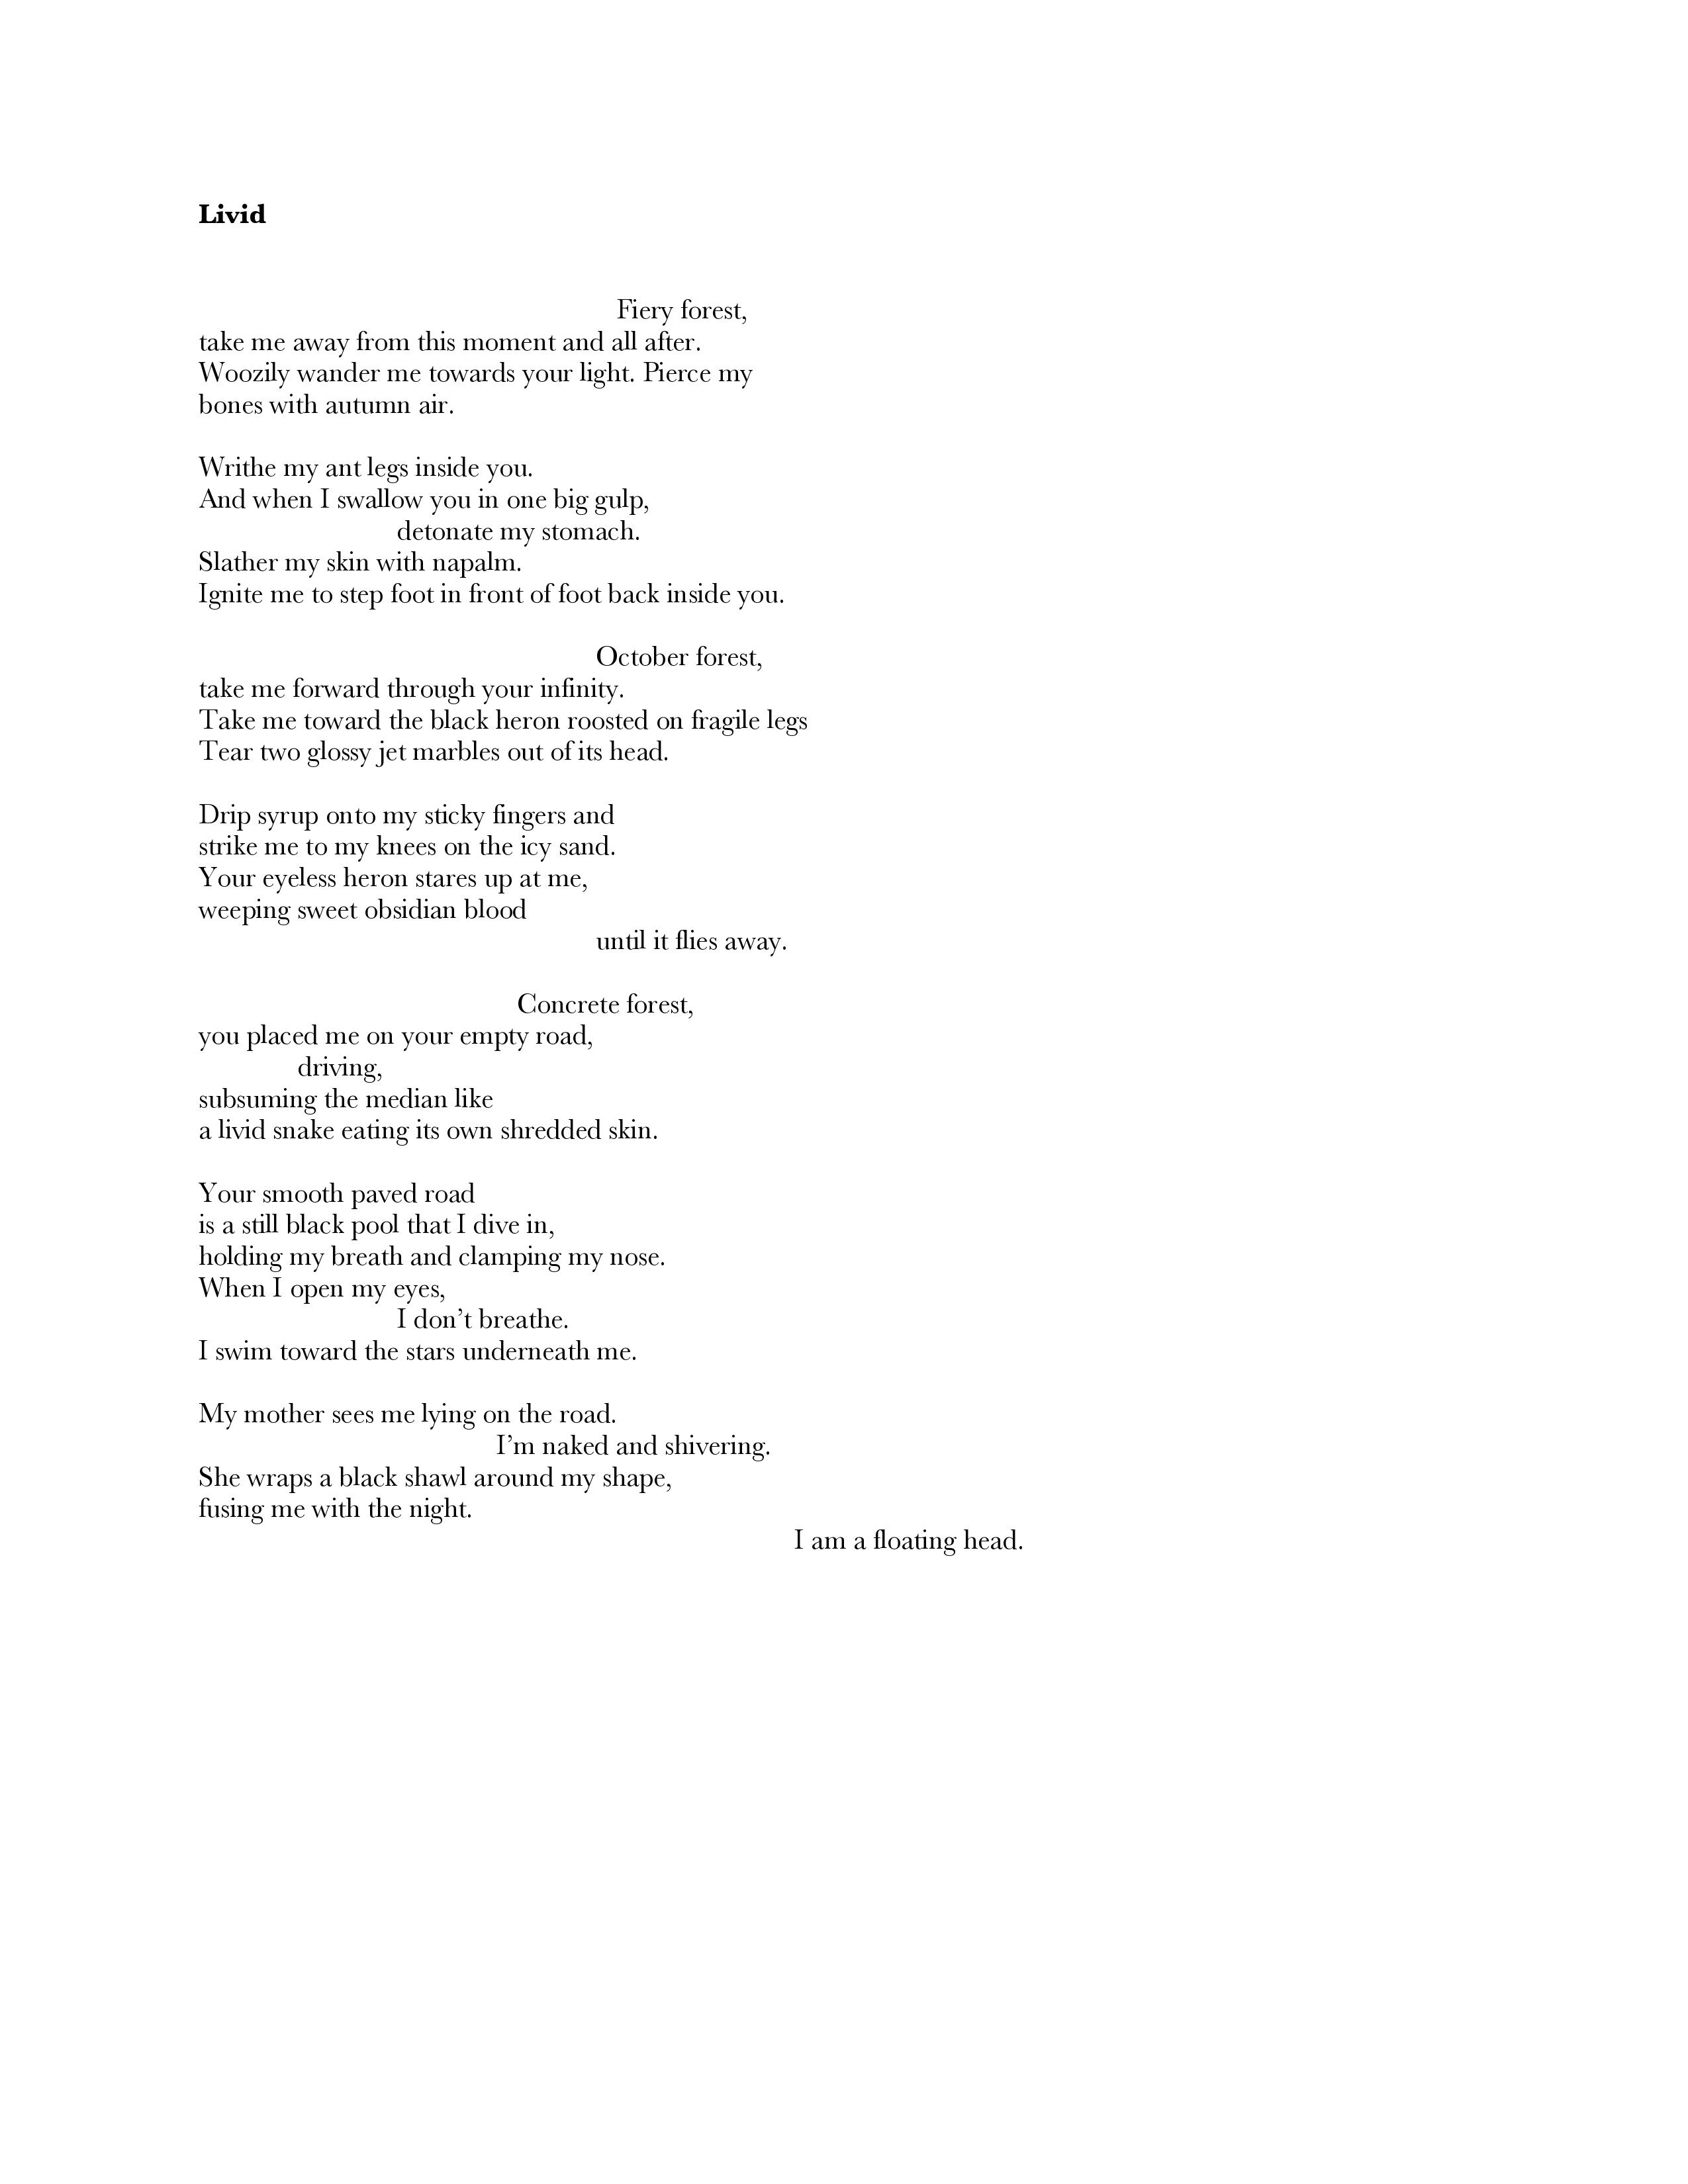 Livid
Fiery forest,
take me away from this moment and all after.
Woozily wander me towards your light. Pierce my
bones with autumn air.
Writhe my ant legs inside you.
And when I swallow you in one big gulp,
detonate my stomach.
Slather my skin with napalm.
Ignite me to step foot in front of foot back inside you.
October forest,
take me forward through your infinity.
Take me toward the black heron roosted on fragile legs
Tear two glossy jet marbles out of its head.
Drip syrup onto my sticky fingers and
strike me to my knees on the icy sand.
Your eyeless heron stares up at me,
weeping sweet obsidian blood
until it flies away.
Concrete forest,
you placed me on your empty road,
driving,
subsuming the median like
a livid snake eating its own shredded skin.
Your smooth paved road
is a still black pool that I dive in,
holding my breath and clamping my nose.
When I open my eyes,
I don’t breathe.
I swim toward the stars underneath me.
My mother sees me lying on the road.
I’m naked and shivering.
She wraps a black shawl around my shape,
fusing me with the night.
I am a floating head.